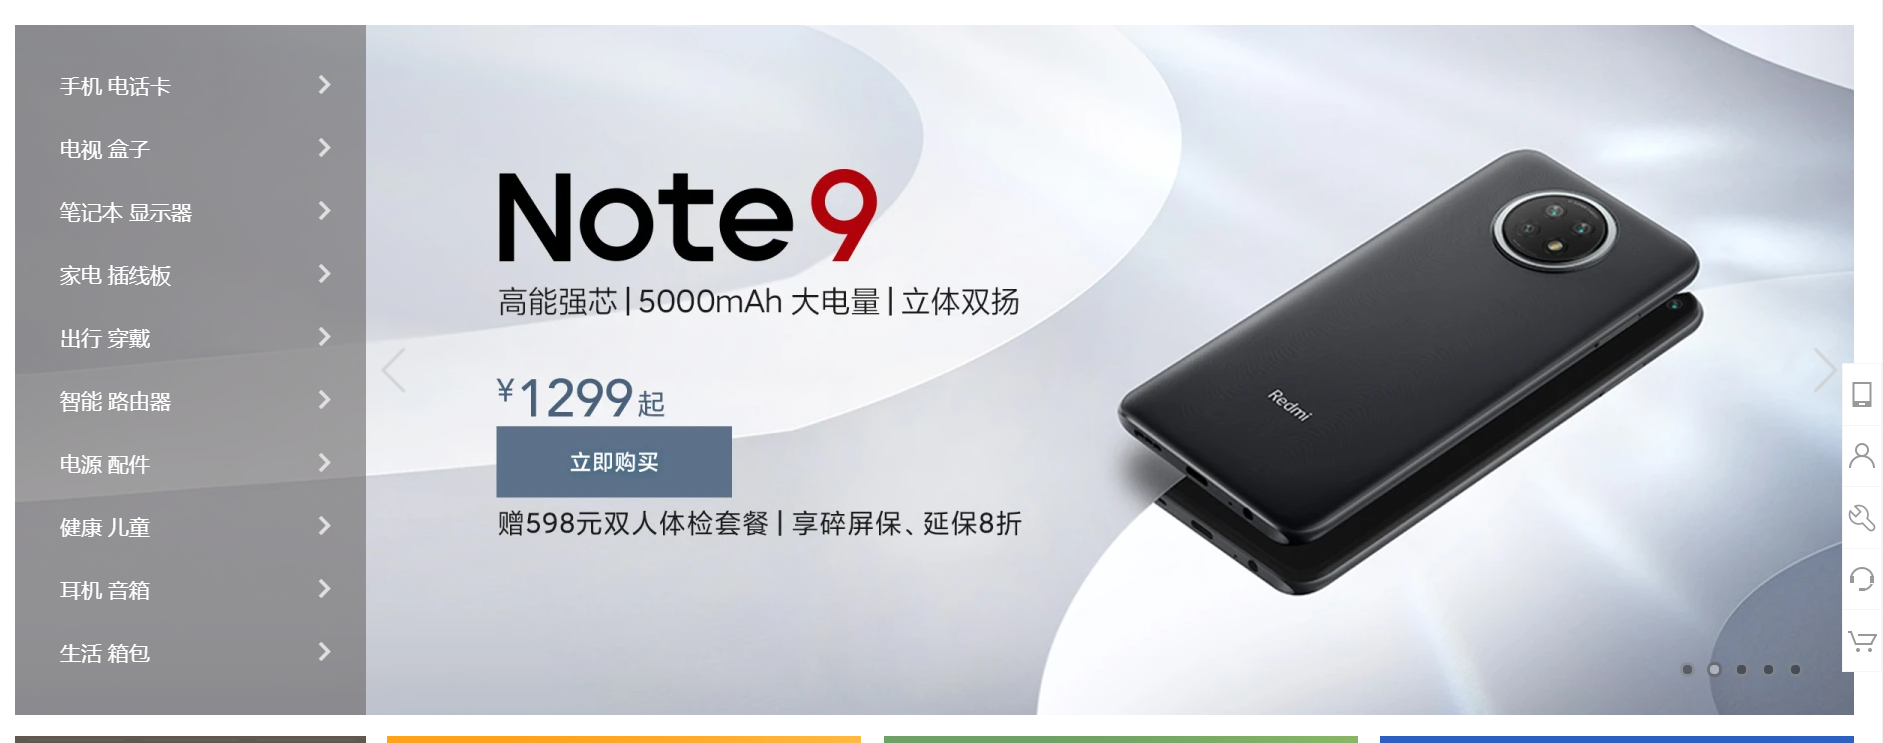 手机 电话卡
电视 盒子
笔记本 显示器
家电 插线板
出行 穿戴
智能 路由器
电源 配件
健康 儿童
耳机 音箱
生活 箱包
Note 9
高能强芯 | 5000mAh 大电量 | 立体双扬
¥1299起
立即购买
赠598元双人体检套餐 | 享碎屏保、延保8折
Redmi